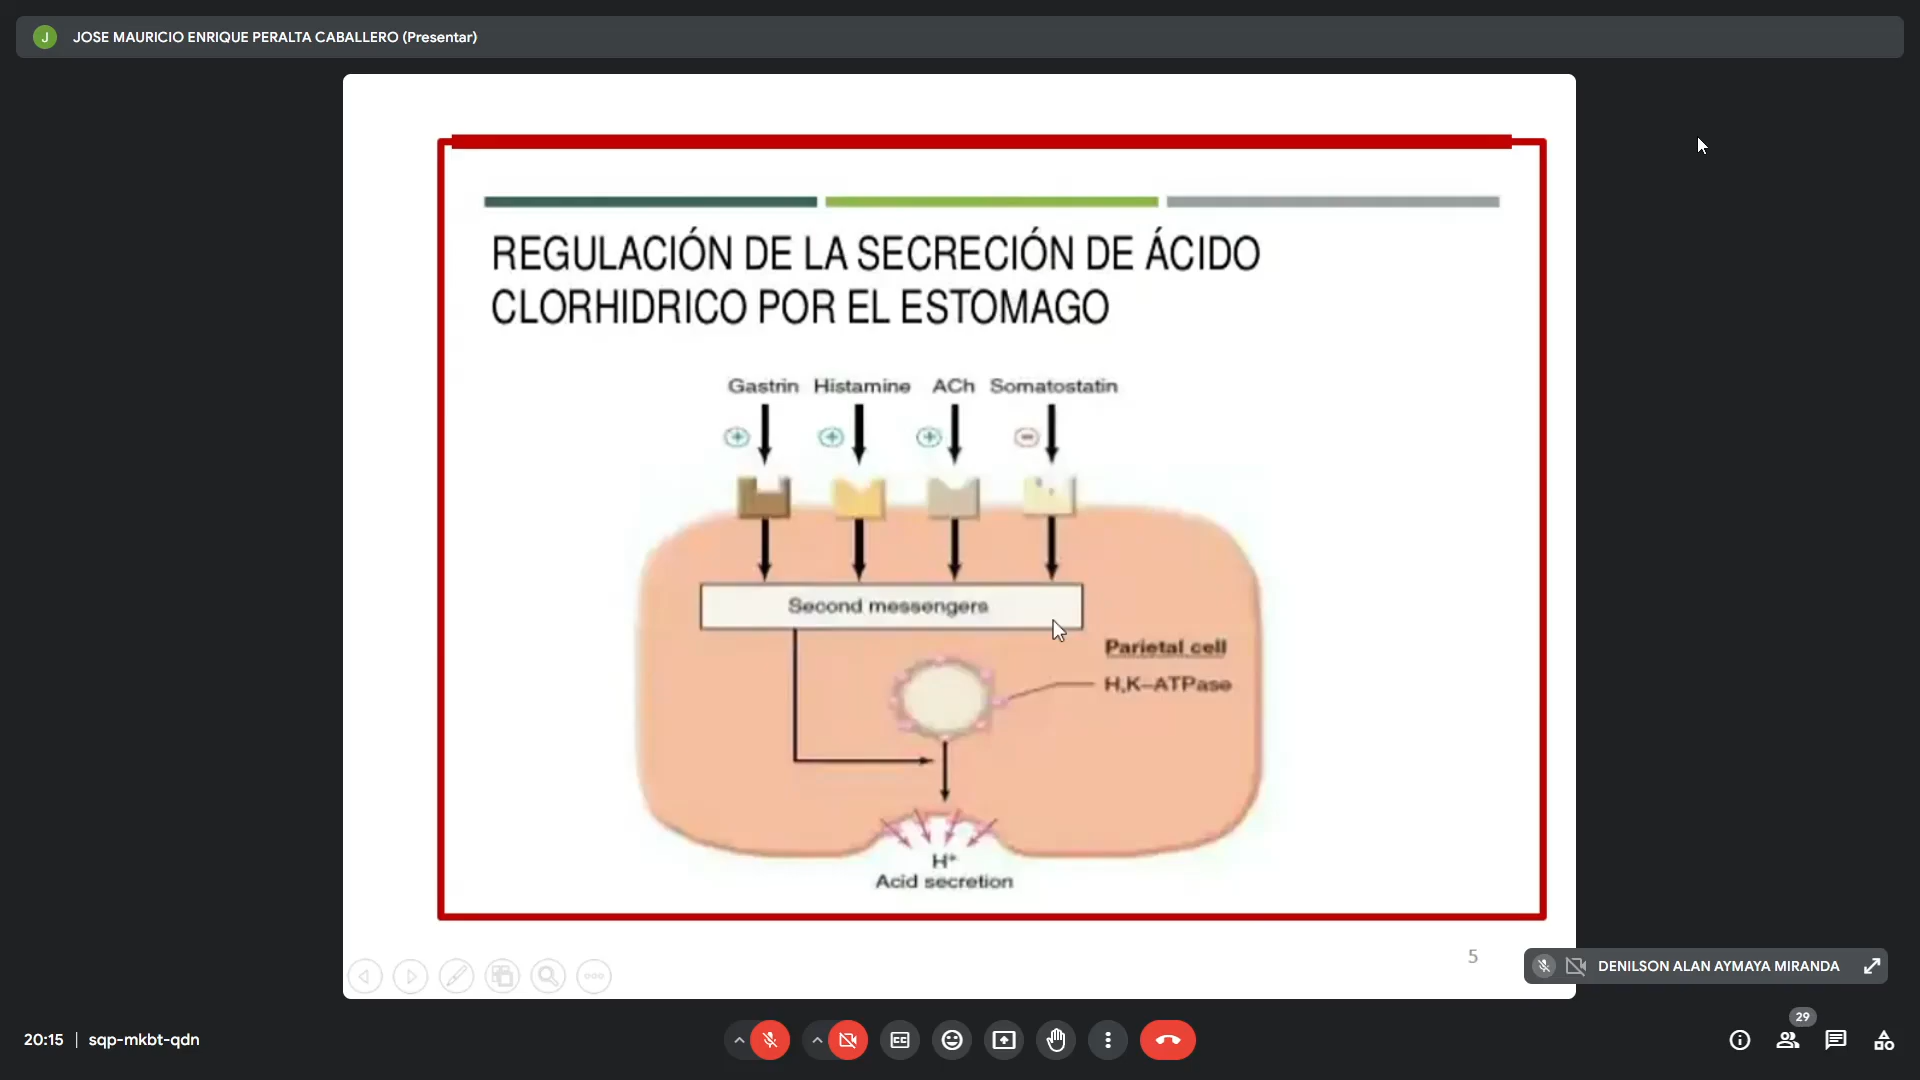 J
JOSE MAURICIO ENRIQUE PERALTA CABALLERO (Presentar)
REGULACIÓN DE LA SECRECIÓN DE ÁCIDO
CLORHIDRICO POR EL ESTOMAGO
Gastrin Histamine ACh Somatostatin
Second messengers
Parietal cell
H,K–ATPase
H+
Acid secretion
5
DENILSON ALAN AYMAYA MIRANDA
20:15 | sqp-mkbt-qdn
29